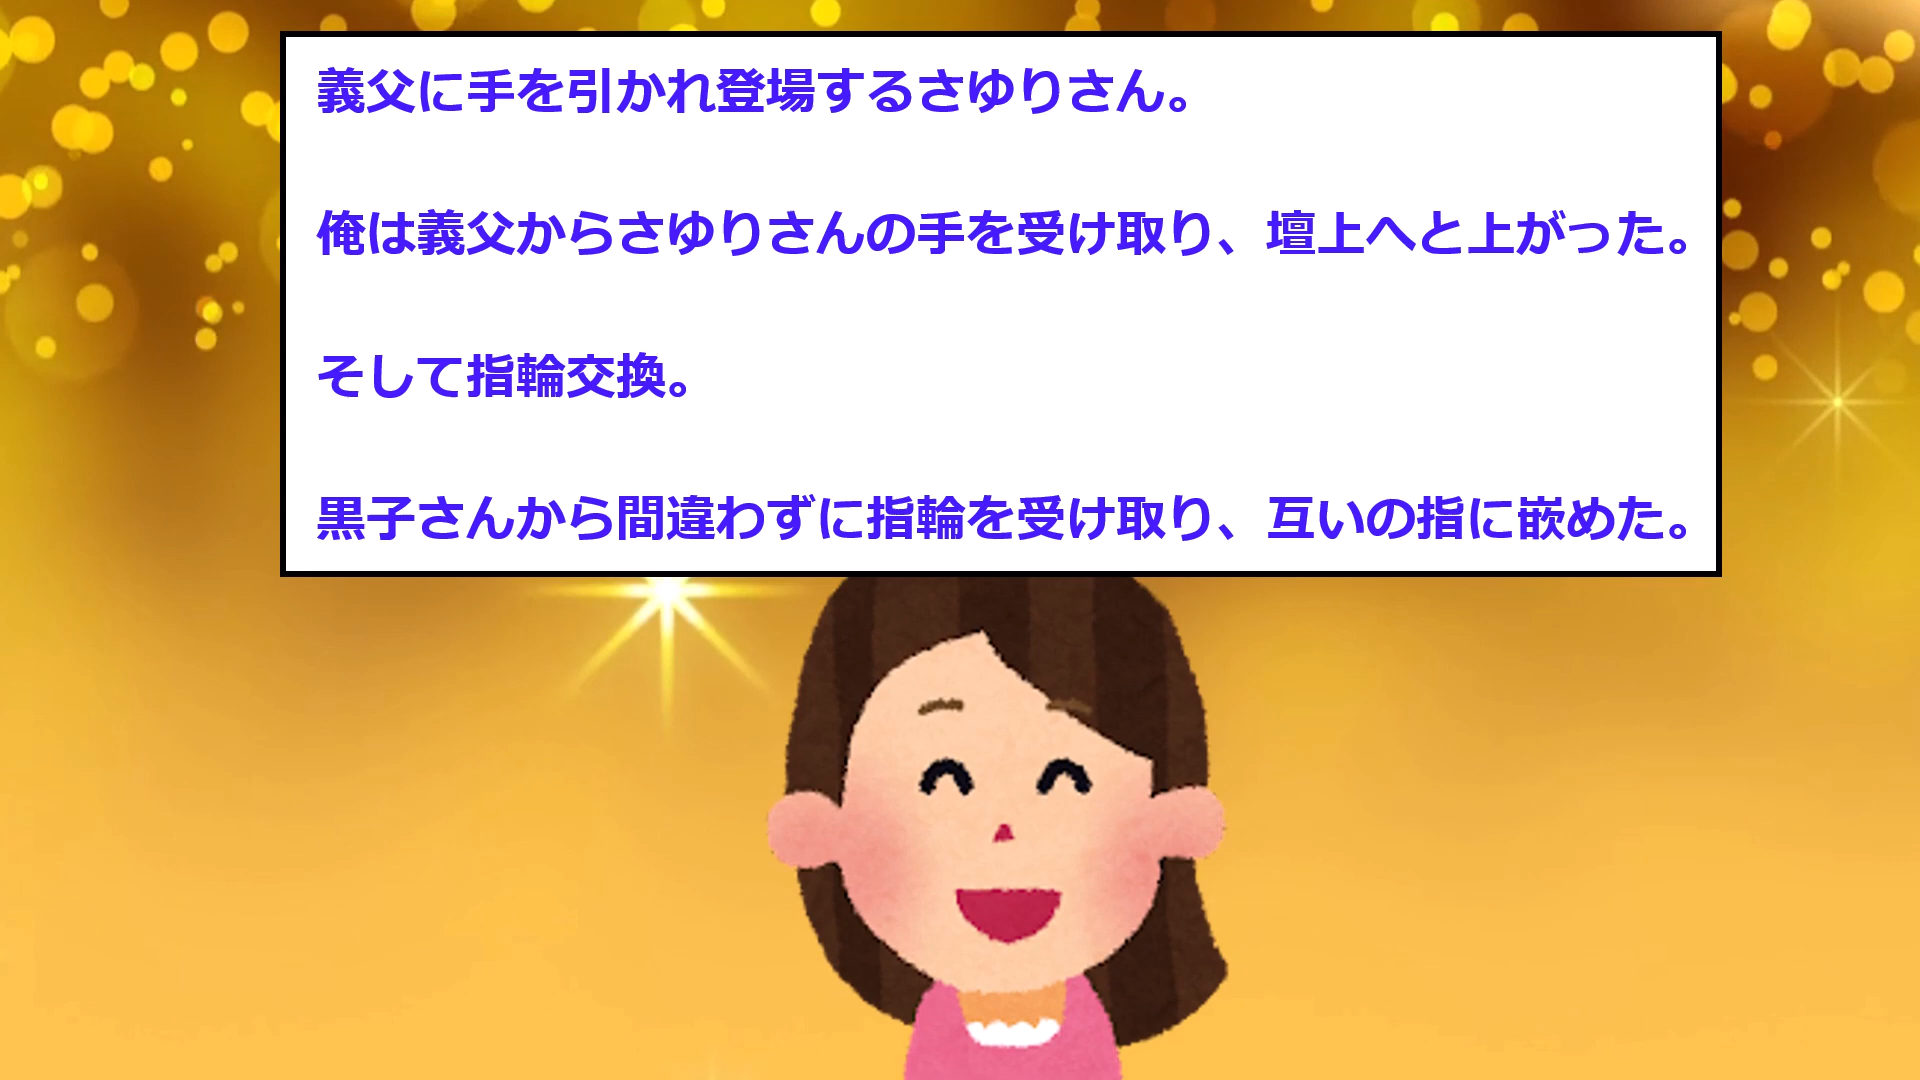 義父に手を引かれ登場するさゆりさん。
俺は義父からさゆりさんの手を受け取り、壇上へと上がった。
そして指輪交換。
黒子さんから間違わずに指輪を受け取り、互いの指に嵌めた。